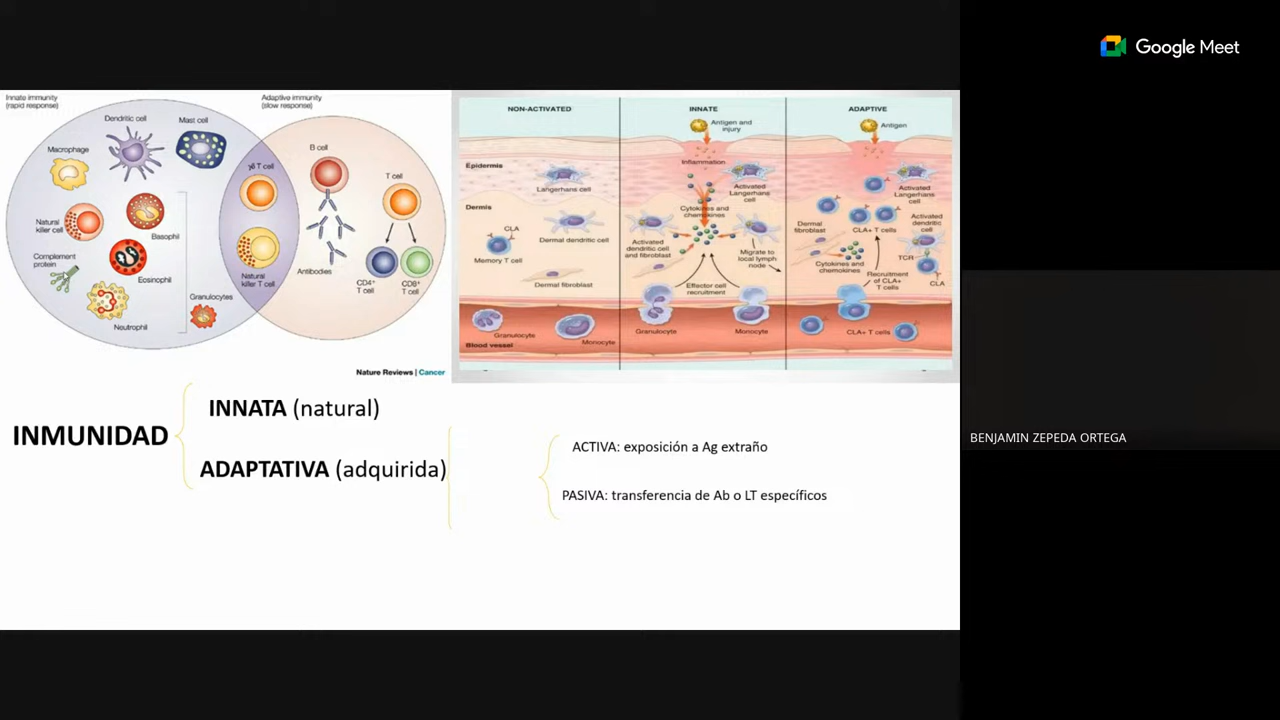 Google Meet
Innate immunity
(rapid response)
Adaptive immunity
(slow response)
Dendritic cell
Mast cell
Macrophage
γδ T cell
B cell
T cell
Natural
killer cell
Basophil
Complement
protein
Eosinophil
Antibodies
Natural
killer T cell
CD4⁺
T cell
CD8⁺
T cell
Granulocytes
Neutrophil
Nature Reviews | Cancer
NON-ACTIVATED
INNATE
ADAPTIVE
Antigen and
injury
Antigen
Epidermis
Inflammation
Langerhans cell
Activated
Langerhans
cell
Activated
Langerhans
cell
Dermis
Cytokines and
chemokines
CLA
Dermal dendritic cell
Memory T cell
Activated
dendritic cell
and fibroblast
Migrate to
local lymph
node
Dermal
fibroblast
CLA+ T cells
Activated
dendritic
cell
Cytokines and
chemokines
TCR
CLA
Recruitment
of CLA+
T cells
Dermal fibroblast
Effector cell
recruitment
Granulocyte
Monocyte
Granulocyte
Monocyte
CLA+ T cells
Blood vessel
INMUNIDAD
INNATA (natural)
ADAPTATIVA (adquirida)
ACTIVA: exposición a Ag extraño
PASIVA: transferencia de Ab o LT específicos
BENJAMIN ZEPEDA ORTEGA